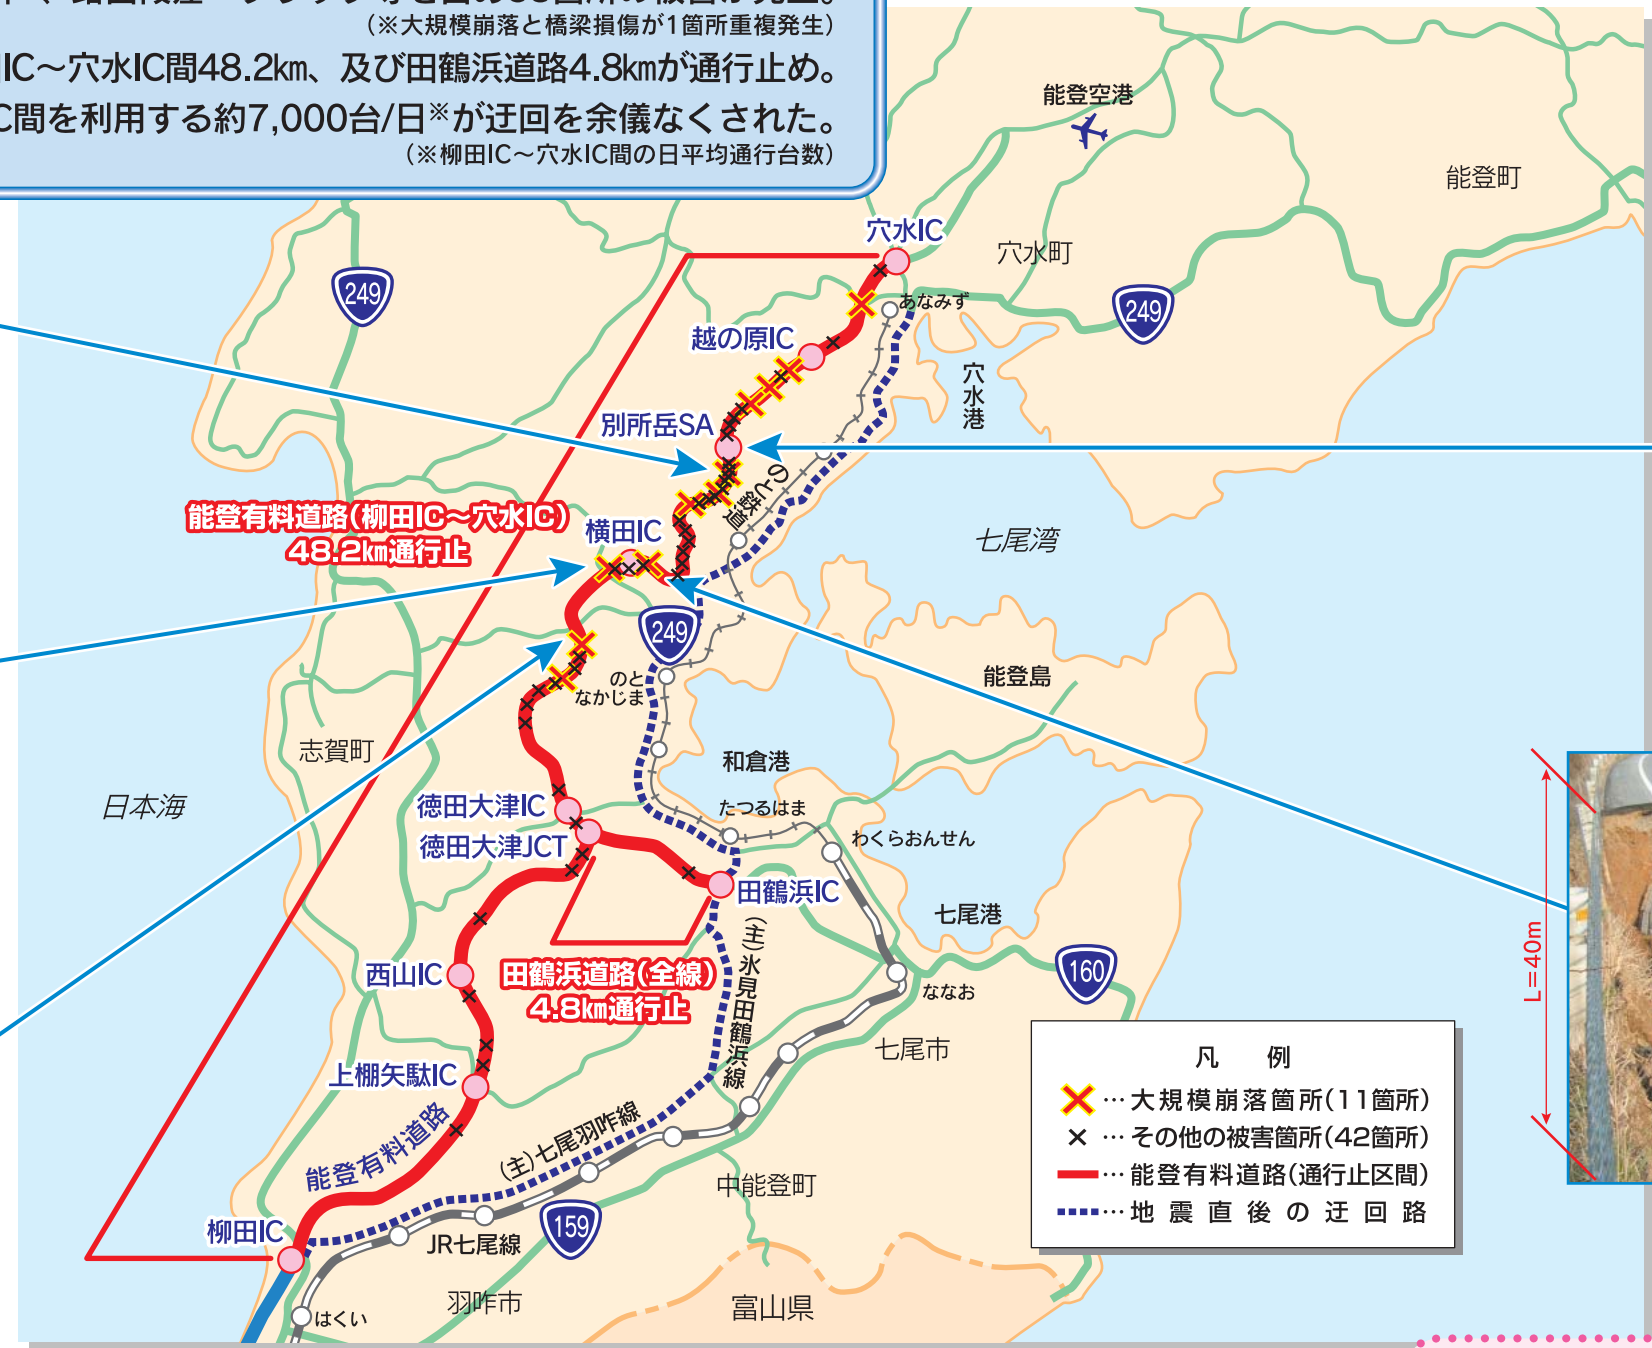 (※大規模崩落と橋梁損傷が1箇所重複発生)
IC～穴水IC間48.2km、及び田鶴浜道路4.8kmが通行止め。
C間を利用する約7,000台/日※が迂回を余儀なくされた。
(※柳田IC～穴水IC間の日平均通行台数)
能登空港
能登町
穴水IC
穴水町
249
あなみず
249
越の原IC
穴水港
別所岳SA
のと鉄道
能登有料道路(柳田IC～穴水IC)
48.2km通行止
横田IC
七尾湾
249
能登島
のと
なかじま
志賀町
和倉港
日本海
徳田大津IC
たつるはま
徳田大津JCT
わくらおんせん
田鶴浜IC
七尾港
(主)氷見田鶴浜線
L=40m
西山IC
田鶴浜道路(全線)
4.8km通行止
160
ななお
七尾市
上棚矢駄IC
能登有料道路
(主)七尾羽咋線
中能登町
柳田IC
JR七尾線
159
羽咋市
富山県
はくい
凡 例
…大規模崩落箇所(11箇所)
…その他の被害箇所(42箇所)
…能登有料道路(通行止区間)
…地震直後の迂回路